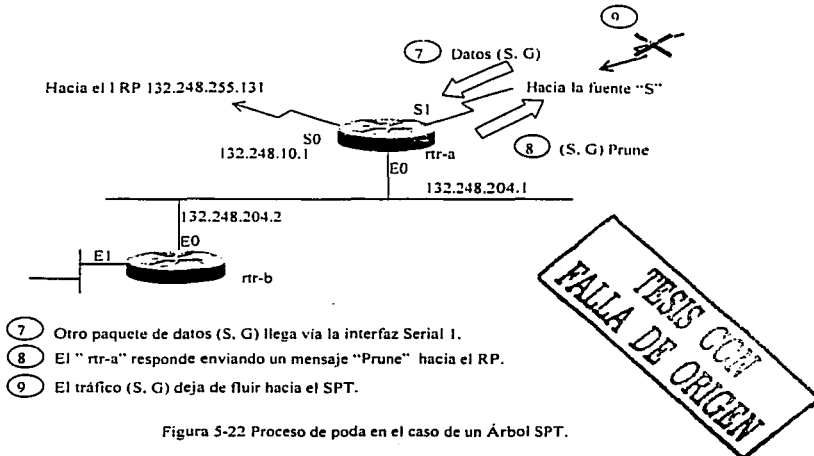 9
7 Datos (S, G)
Hacia el l RP 132.248.255.131
Hacia la fuente "S"
S1
S0
rtr-a
8 (S, G) Prune
132.248.10.1
E0
132.248.204.1
132.248.204.2
E0
E1
rtr-b
7 Otro paquete de datos (S, G) llega vía la interfaz Serial 1.
8 El " rtr-a" responde enviando un mensaje "Prune" hacia el RP.
9 El tráfico (S, G) deja de fluir hacia el SPT.
Figura 5-22 Proceso de poda en el caso de un Árbol SPT.
TESIS CON
FALLA DE ORIGEN